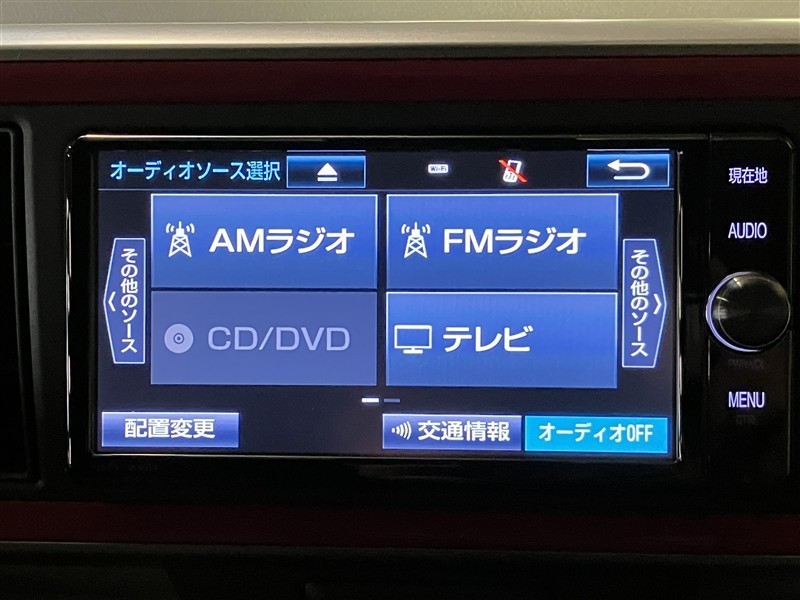 オーディオソース選択
Wi-Fi
現在地
AUDIO
AMラジオ
FMラジオ
その他のソース
その他のソース
CD/DVD
テレビ
MENU
配置変更
交通情報
オーディオOFF